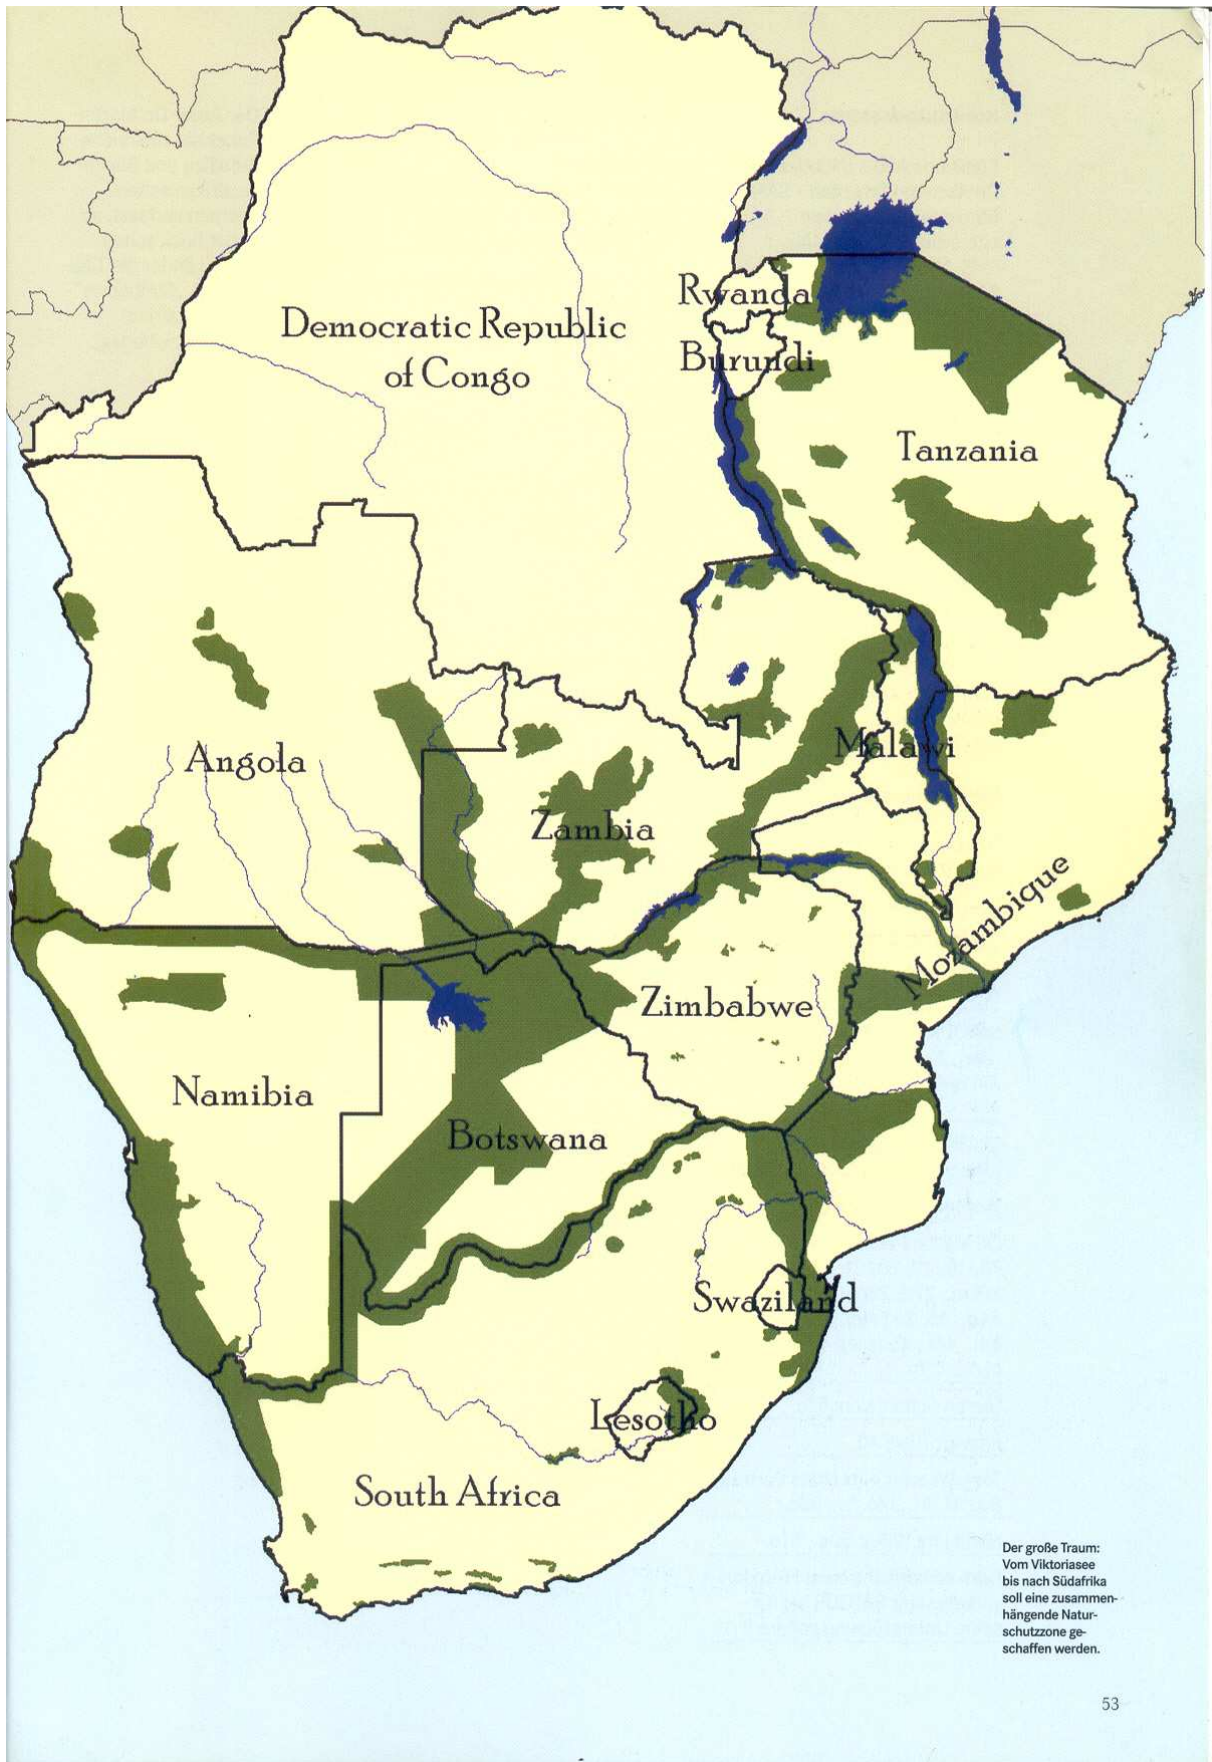 Rwanda
Democratic Republic
of Congo
Burundi
Tanzania
Angola
Malawi
Zambia
Mozambique
Zimbabwe
Namibia
Botswana
Swaziland
Lesotho
South Africa
Der große Traum:
Vom Viktoriasee
bis nach Südafrika
soll eine zusammen-
hängende Natur-
schutzzone ge-
schaffen werden.
53